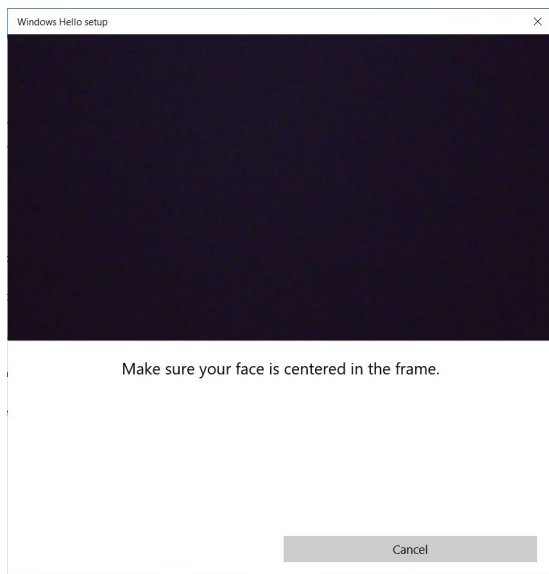 Windows Hello setup
Make sure your face is centered in the frame.
Cancel